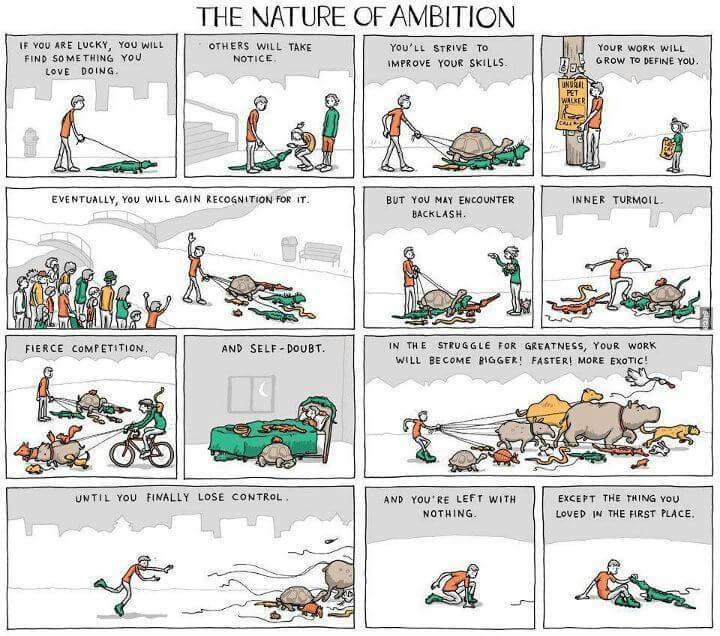 THE NATURE OF AMBITION
IF YOU ARE LUCKY, YOU WILL
FIND SOMETHING YOU
LOVE DOING.
OTHERS WILL TAKE
NOTICE.
YOU'LL STRIVE TO
IMPROVE YOUR SKILLS.
YOUR WORK WILL
GROW TO DEFINE YOU.
UNUSUAL
PET
WALKER
EVENTUALLY, YOU WILL GAIN RECOGNITION FOR IT.
BUT YOU MAY ENCOUNTER
BACKLASH.
INNER TURMOIL.
FIERCE COMPETITION.
AND SELF-DOUBT.
IN THE STRUGGLE FOR GREATNESS, YOUR WORK
WILL BECOME BIGGER! FASTER! MORE EXOTIC!
UNTIL YOU FINALLY LOSE CONTROL.
AND YOU'RE LEFT WITH
NOTHING.
EXCEPT THE THING YOU
LOVED IN THE FIRST PLACE.